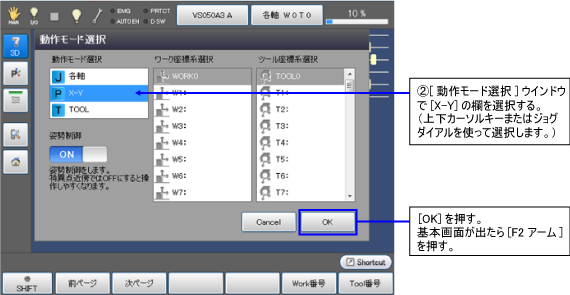 MAN
I/O
EMG
PRTCT
AUTOEN
DSW
VS050A3 A
各軸 W0T0
10 %
3D
動作モード選択
動作モード選択
ワーク座標系選択
ツール座標系選択
J 各軸
P X-Y
T TOOL
WORK0
W1:
W2:
W3:
W4:
W5:
W6:
W7:
TOOL0
T1:
T2:
T3:
T4:
T5:
T6:
T7:
姿勢制御
ON
姿勢制御をします。
特異点近傍ではOFFにすると操
作しやすくなります。
Cancel
OK
②[ 動作モード選択 ]ウインドウ
で[X-Y]の欄を選択する。
(上下カーソルキーまたはジョグ
ダイアルを使って選択します。)
[OK]を押す。
基本画面が出たら[F2 アーム]
を押す。
Shortcut
SHIFT
前ページ
次ページ
Work番号
Tool番号